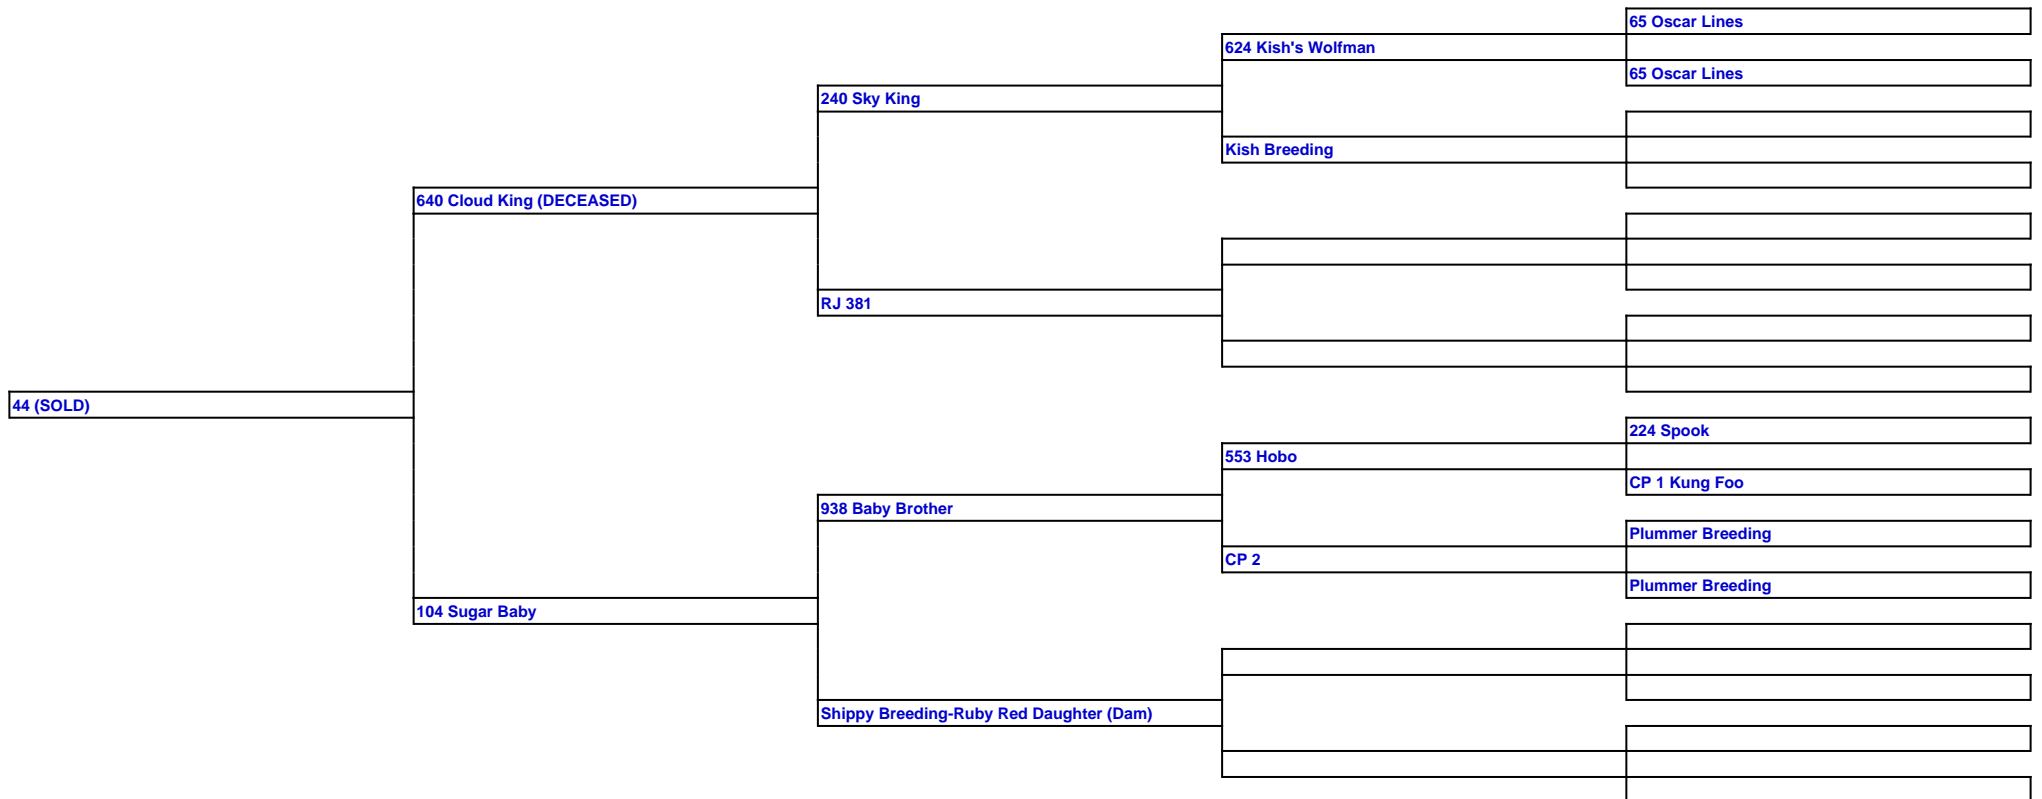 65 Oscar Lines
624 Kish's Wolfman
65 Oscar Lines
240 Sky King
Kish Breeding
640 Cloud King (DECEASED)
RJ 381
44 (SOLD)
224 Spook
553 Hobo
CP 1 Kung Foo
938 Baby Brother
Plummer Breeding
CP 2
Plummer Breeding
104 Sugar Baby
Shippy Breeding-Ruby Red Daughter (Dam)